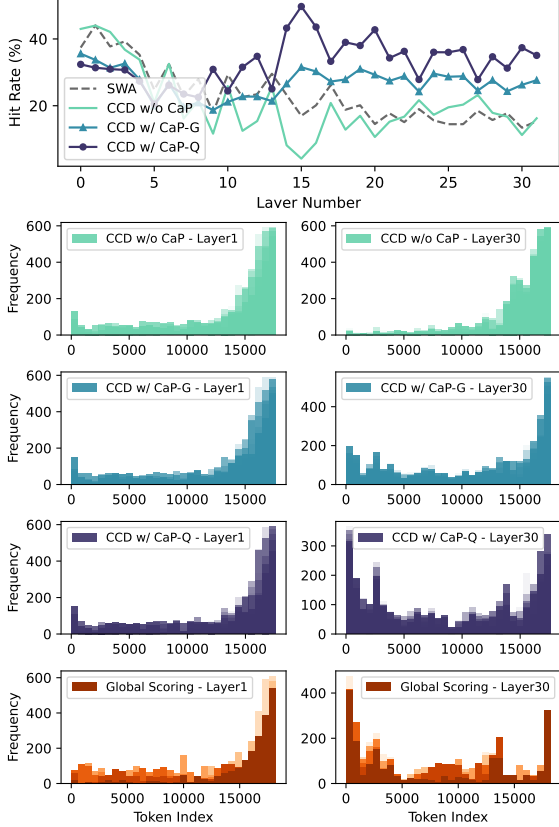 Hit Rate (%)
40
20
SWA
CCD w/o CaP
CCD w/ CaP-G
CCD w/ CaP-Q
0 5 10 15 20 25 30
Layer Number
Frequency
600
400
200
0
CCD w/o CaP - Layer1
0 5000 10000 15000
600
400
200
0
CCD w/o CaP - Layer30
0 5000 10000 15000
Frequency
600
400
200
0
CCD w/ CaP-G - Layer1
0 5000 10000 15000
400
200
0
CCD w/ CaP-G - Layer30
0 5000 10000 15000
Frequency
600
400
200
0
CCD w/ CaP-Q - Layer1
0 5000 10000 15000
300
200
100
0
CCD w/ CaP-Q - Layer30
0 5000 10000 15000
Frequency
600
400
200
0
Global Scoring - Layer1
0 5000 10000 15000
Token Index
400
200
0
Global Scoring - Layer30
0 5000 10000 15000
Token Index